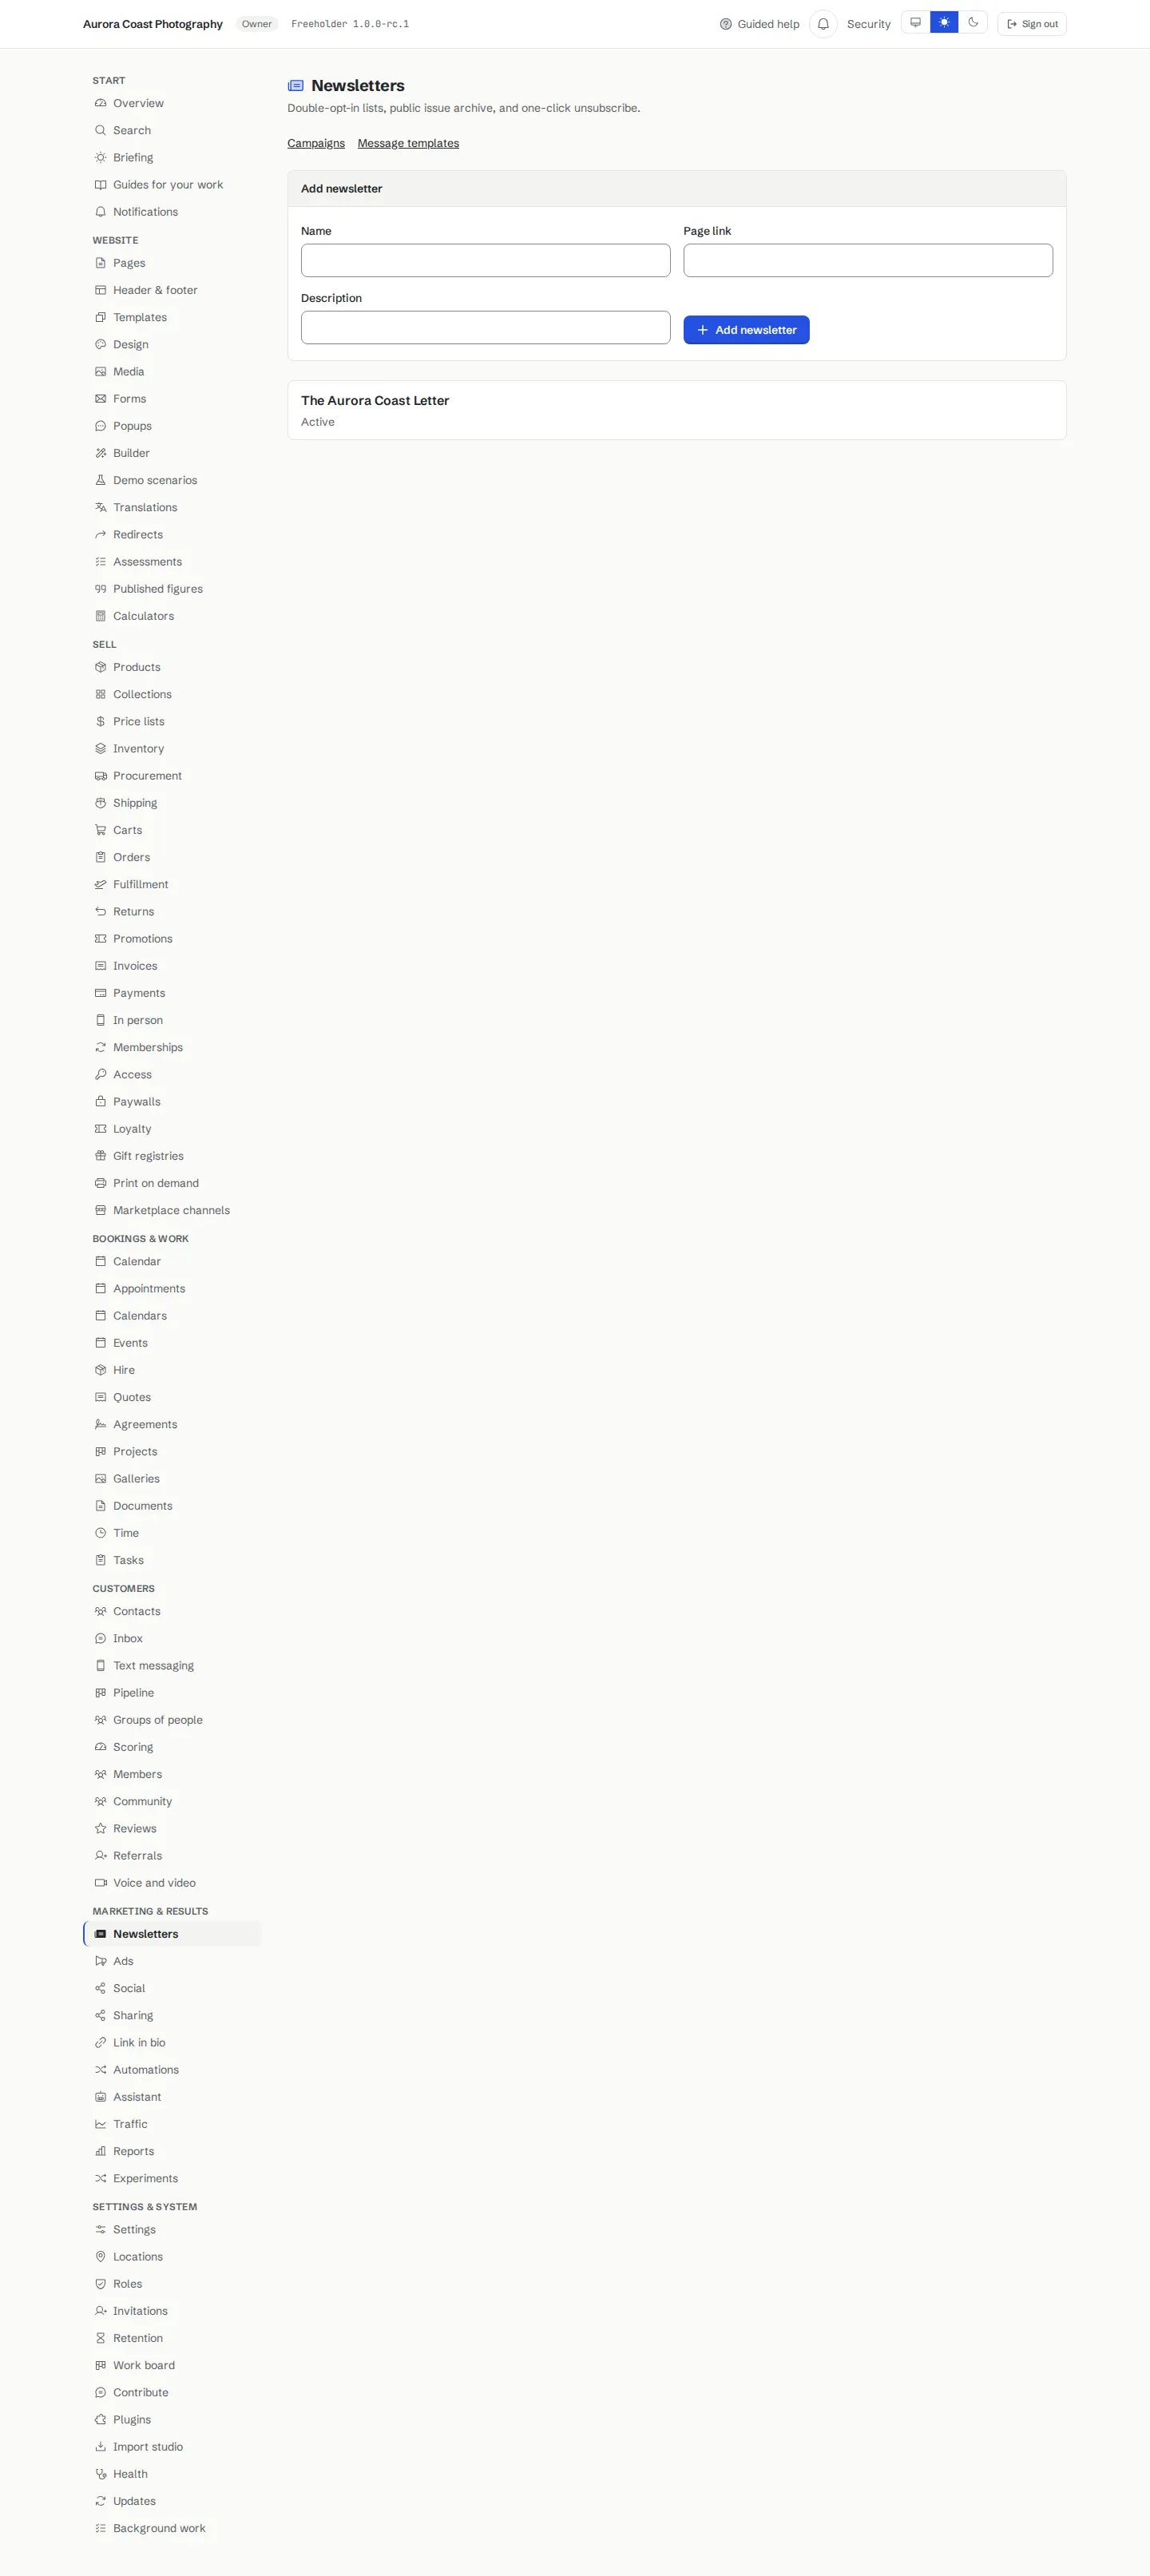 Aurora Coast Photography Owner Freeholder 1.0.0-rc.1 Guided help Security Sign out
START
Overview
Search
Briefing
Guides for your work
Notifications
WEBSITE
Pages
Header & footer
Templates
Design
Media
Forms
Popups
Builder
Demo scenarios
Translations
Redirects
Assessments
Published figures
Calculators
SELL
Products
Collections
Price lists
Inventory
Procurement
Shipping
Carts
Orders
Fulfillment
Returns
Promotions
Invoices
Payments
In person
Memberships
Access
Paywalls
Loyalty
Gift registries
Print on demand
Marketplace channels
BOOKINGS & WORK
Calendar
Appointments
Calendars
Events
Hire
Quotes
Agreements
Projects
Galleries
Documents
Time
Tasks
CUSTOMERS
Contacts
Inbox
Text messaging
Pipeline
Groups of people
Scoring
Members
Community
Reviews
Referrals
Voice and video
MARKETING & RESULTS
Newsletters
Ads
Social
Sharing
Link in bio
Automations
Assistant
Traffic
Reports
Experiments
SETTINGS & SYSTEM
Settings
Locations
Roles
Invitations
Retention
Work board
Contribute
Plugins
Import studio
Health
Updates
Background work
Newsletters
Double-opt-in lists, public issue archive, and one-click unsubscribe.
Campaigns Message templates
Add newsletter
Name Page link
Description
Add newsletter
The Aurora Coast Letter
Active